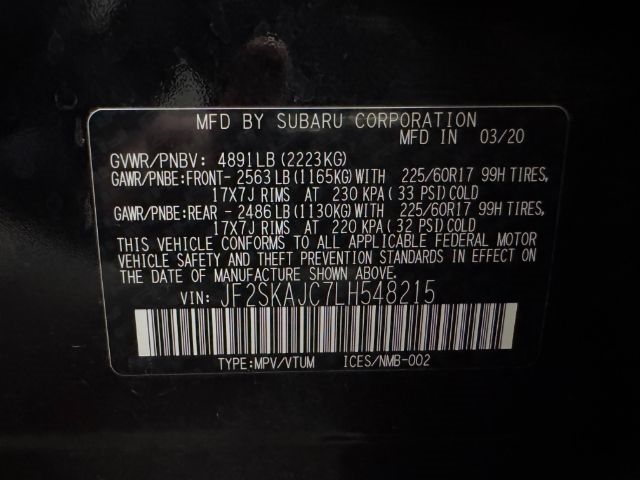 MFD BY SUBARU CORPORATION
MFD IN 03/20
GVWR/PNBV: 4891LB (2223KG)
GAWR/PNBE:FRONT- 2563LB(1165KG)WITH 225/60R17 99H TIRES,
17X7J RIMS AT 230 KPA (33 PSI)COLD
GAWR/PNBE:REAR - 2486LB(1130KG)WITH 225/60R17 99H TIRES,
17X7J RIMS AT 220 KPA (32 PSI)COLD
THIS VEHICLE CONFORMS TO ALL APPLICABLE FEDERAL MOTOR
VEHICLE SAFETY AND THEFT PREVENTION STANDARDS IN EFFECT
ON THE DATE OF MANUFACTURE SHOWN ABOVE.
VIN: JF2SKAJC7LH548215
TYPE:MPV/VTUM ICES/NMB-002